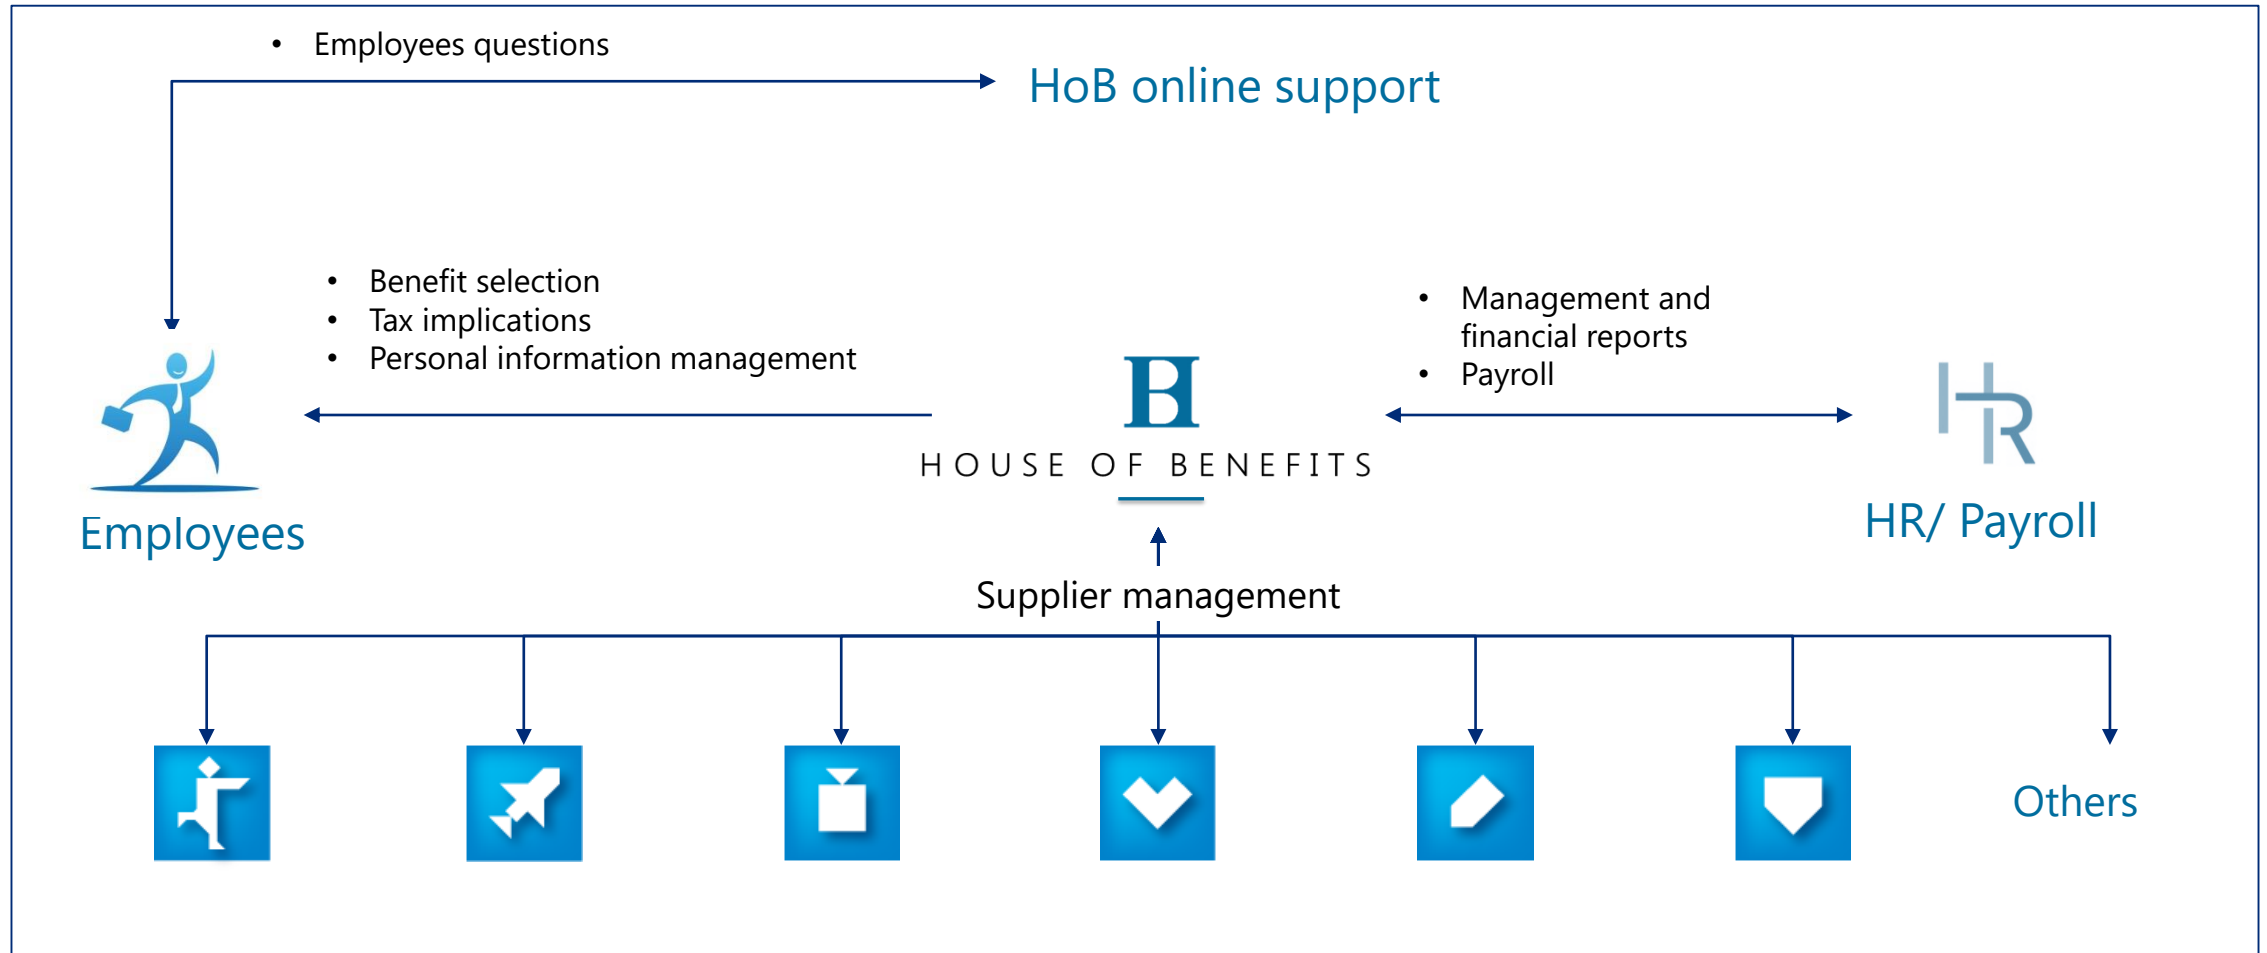 • Employees questions
HoB online support
• Benefit selection
• Tax implications
• Personal information management
• Management and
financial reports
• Payroll
HOUSE OF BENEFITS
HR
Employees
HR/ Payroll
Supplier management
Others